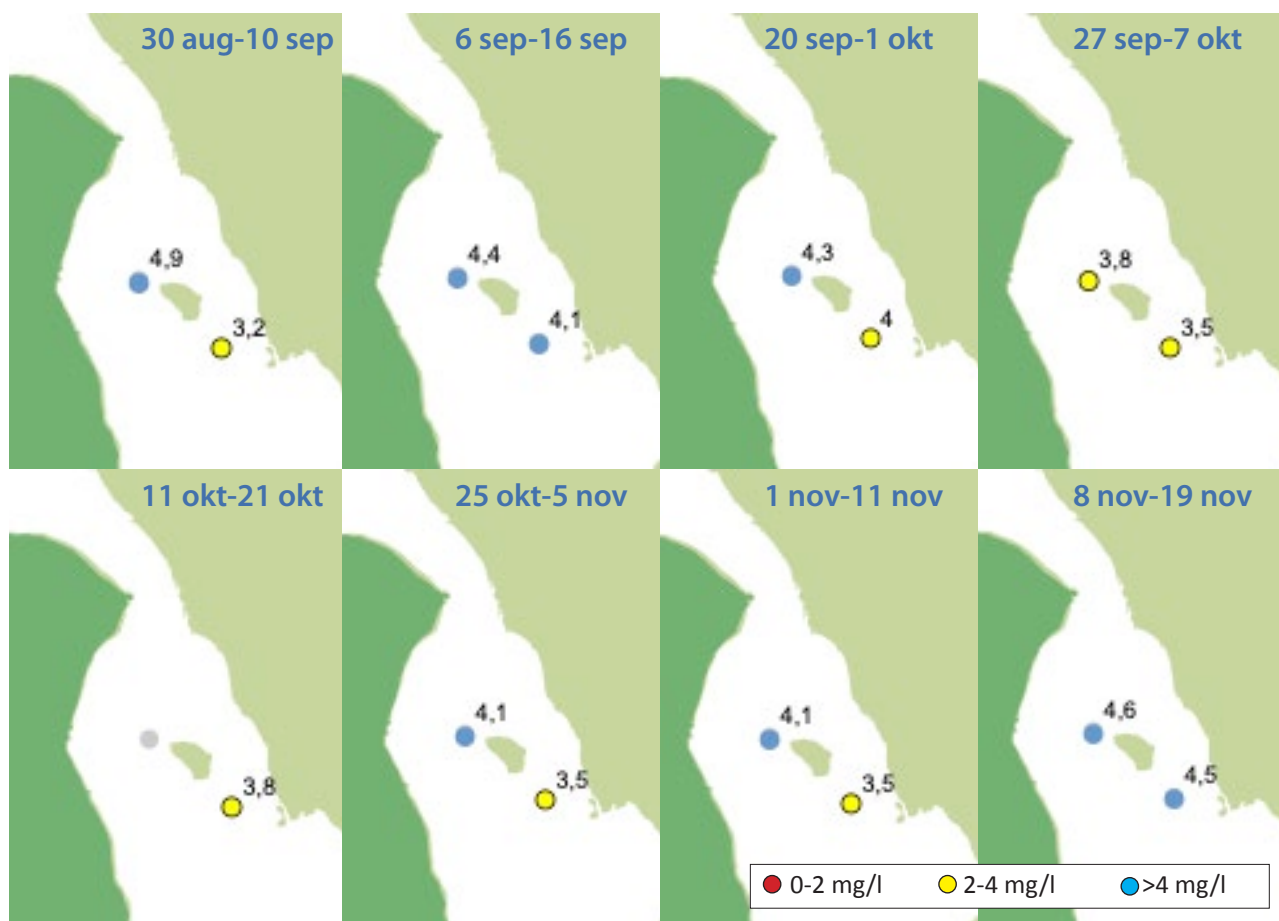 30 aug-10 sep
4,9
3,2
6 sep-16 sep
4,4
4,1
20 sep-1 okt
4,3
4
27 sep-7 okt
3,8
3,5
11 okt-21 okt
3,8
25 okt-5 nov
4,1
3,5
1 nov-11 nov
4,1
3,5
8 nov-19 nov
4,6
4,5
0-2 mg/l 2-4 mg/l >4 mg/l